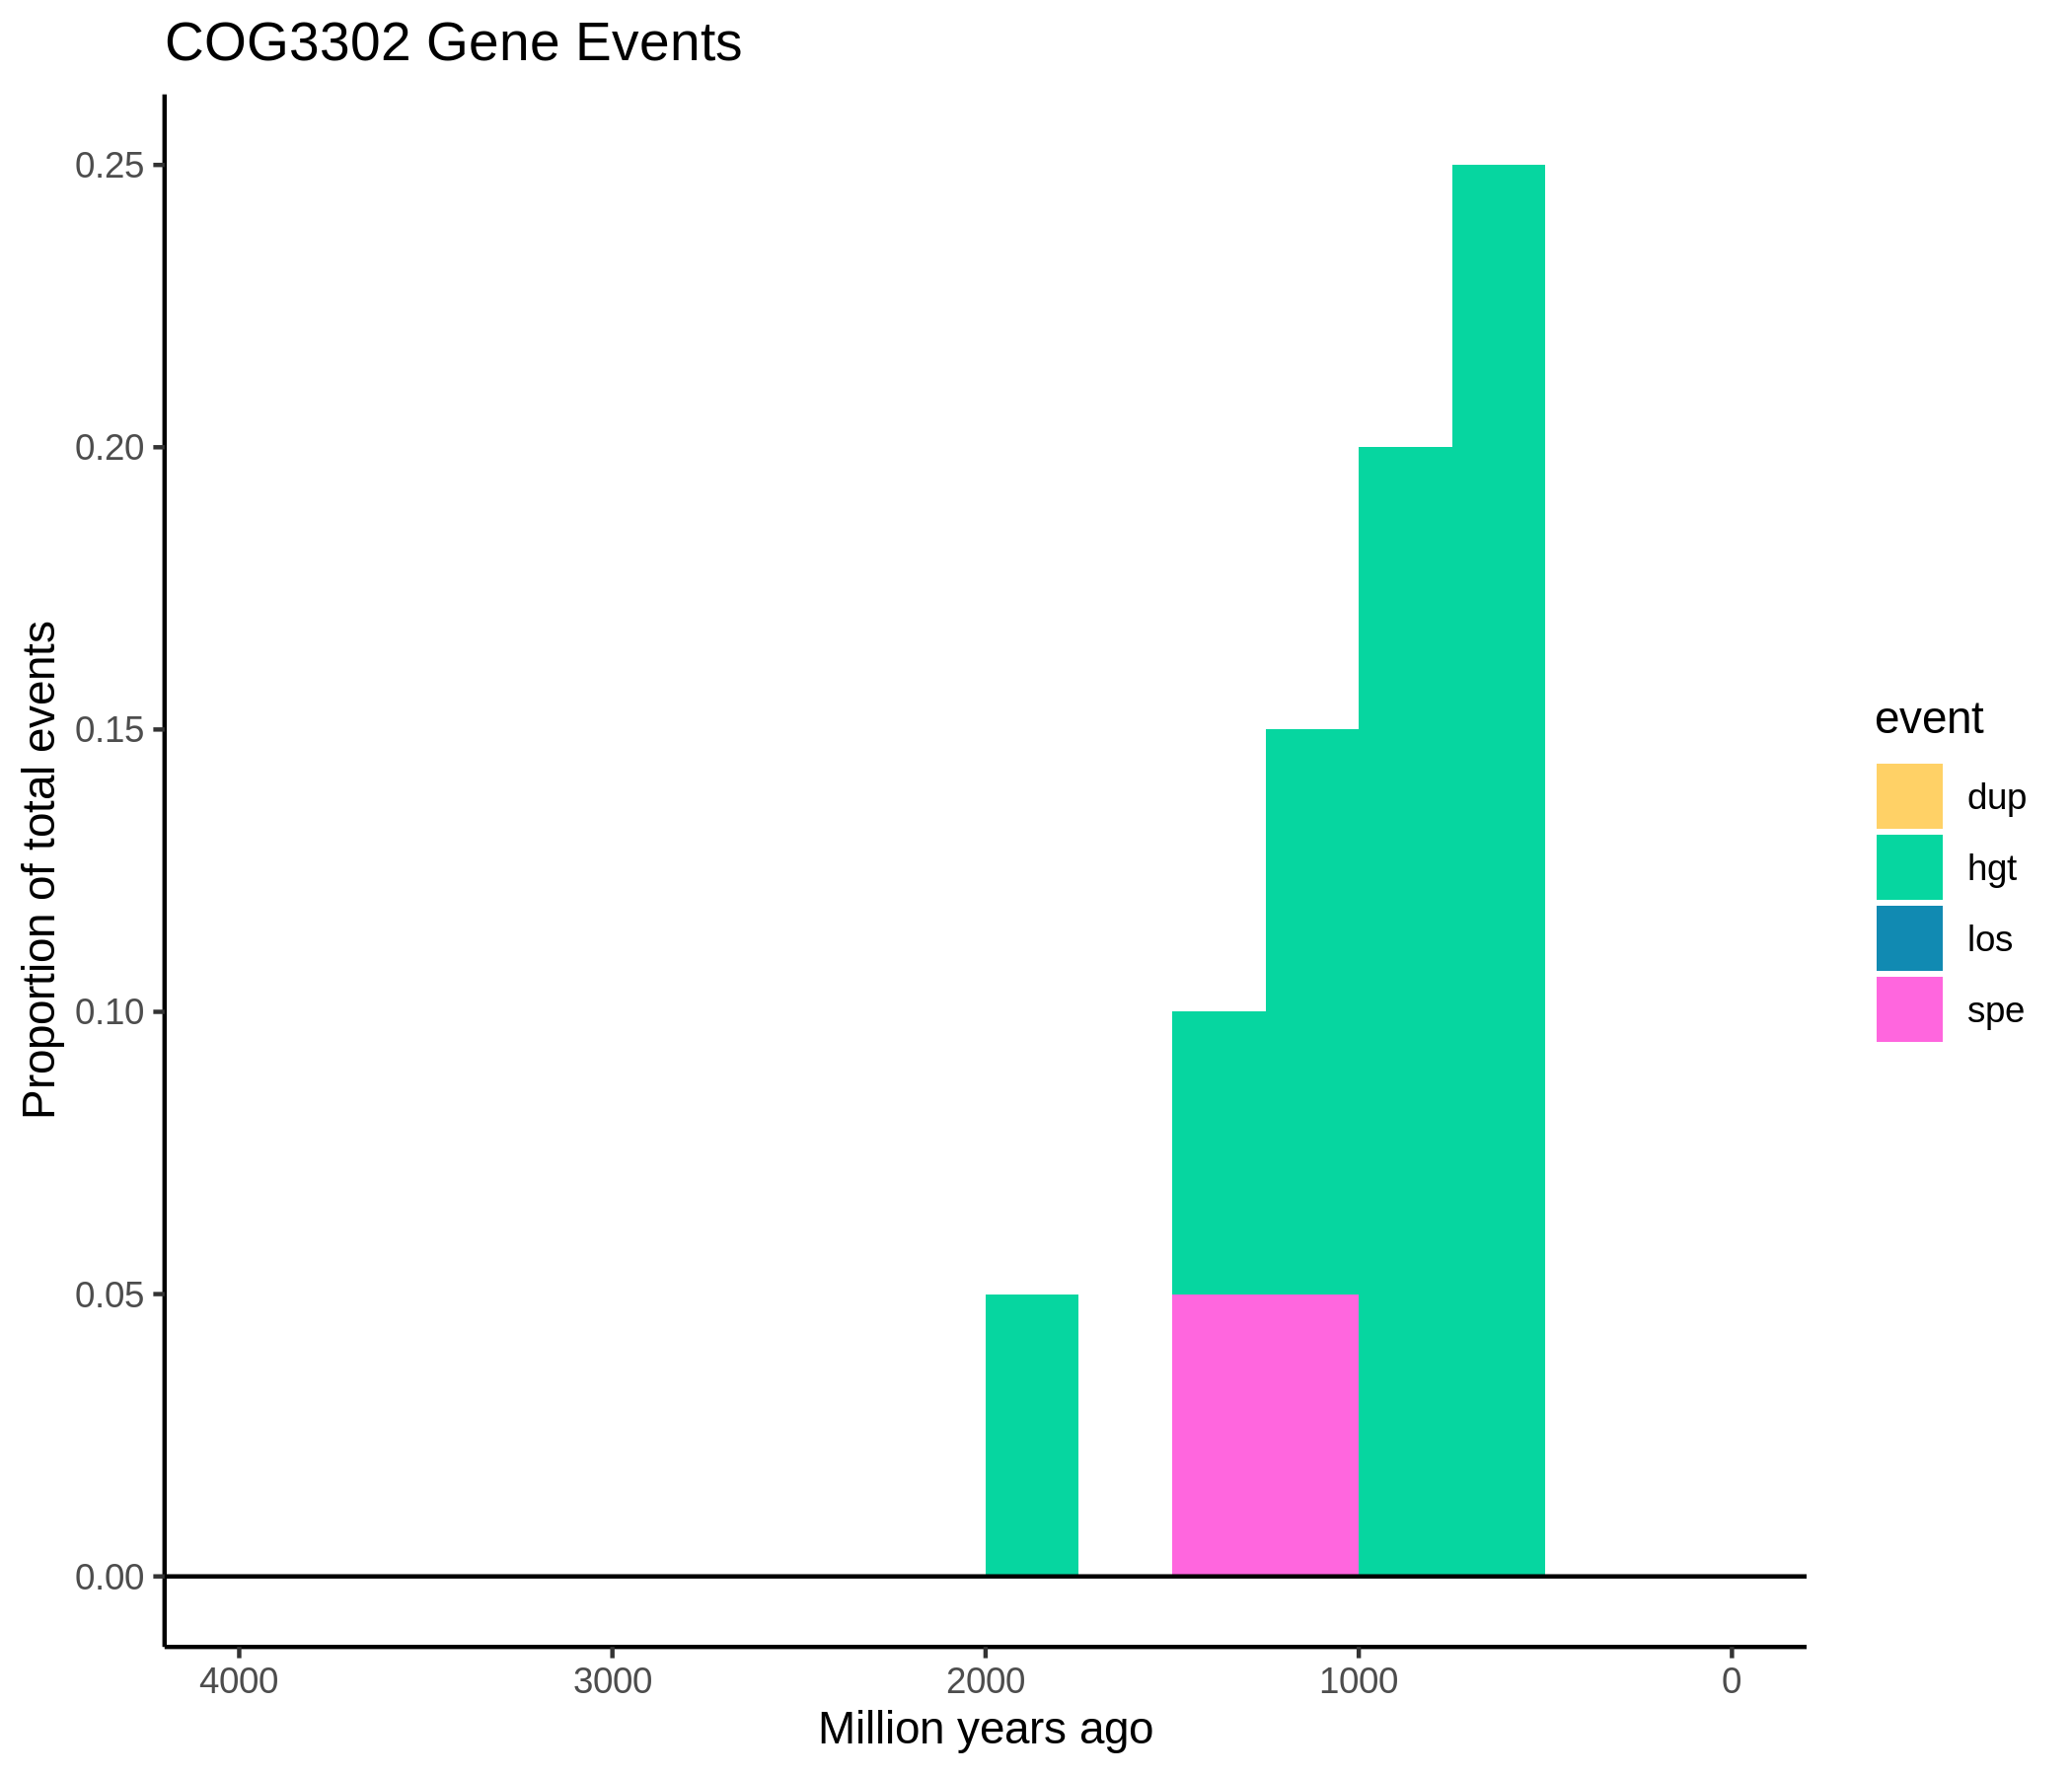 COG3302 Gene Events
Proportion of total events
0.25
0.20
0.15
0.10
0.05
0.00
4000 3000 2000 1000 0
Million years ago
event
dup
hgt
los
spe